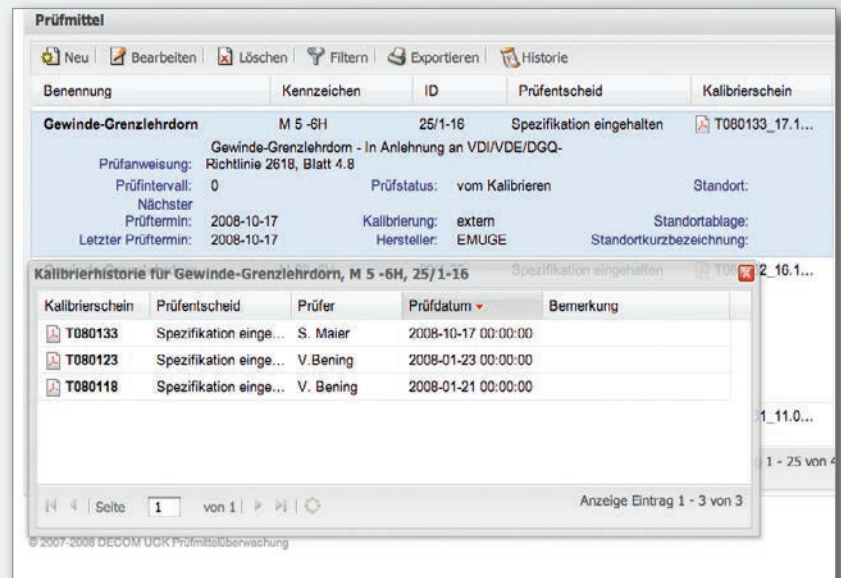 Prüfmittel
Neu Bearbeiten Löschen Filtern Exportieren Historie
Benennung Kennzeichen ID Prüfentscheid Kalibrierschein
Gewinde-Grenzlehrdorn M 5 -6H 25/1-16 Spezifikation eingehalten T080133_17.1...
Gewinde-Grenzlehrdorn - In Anlehnung an VDI/VDE/DGQ-
Prüfanweisung: Richtlinie 2618, Blatt 4.8
Prüfintervall: 0 Prüfstatus: vom Kalibrieren Standort:
Nächster
Prüftermin: 2008-10-17 Kalibrierung: extern Standortablage:
Letzter Prüftermin: 2008-10-17 Hersteller: EMUGE Standortkurzbezeichnung:
Spezifikation eingehalten 2_16.1...
Kalibrierhistorie für Gewinde-Grenzlehrdorn, M 5 -6H, 25/1-16
Kalibrierschein Prüfentscheid Prüfer Prüfdatum Bemerkung
T080133 Spezifikation einge... S. Maier 2008-10-17 00:00:00
T080123 Spezifikation einge... V.Bening 2008-01-23 00:00:00
T080118 Spezifikation einge... V. Bening 2008-01-21 00:00:00
1_11.0...
1 - 25 von 4
Seite 1 von 1 Anzeige Eintrag 1 - 3 von 3
© 2007-2008 DECOM UGK Prüfmittelüberwachung